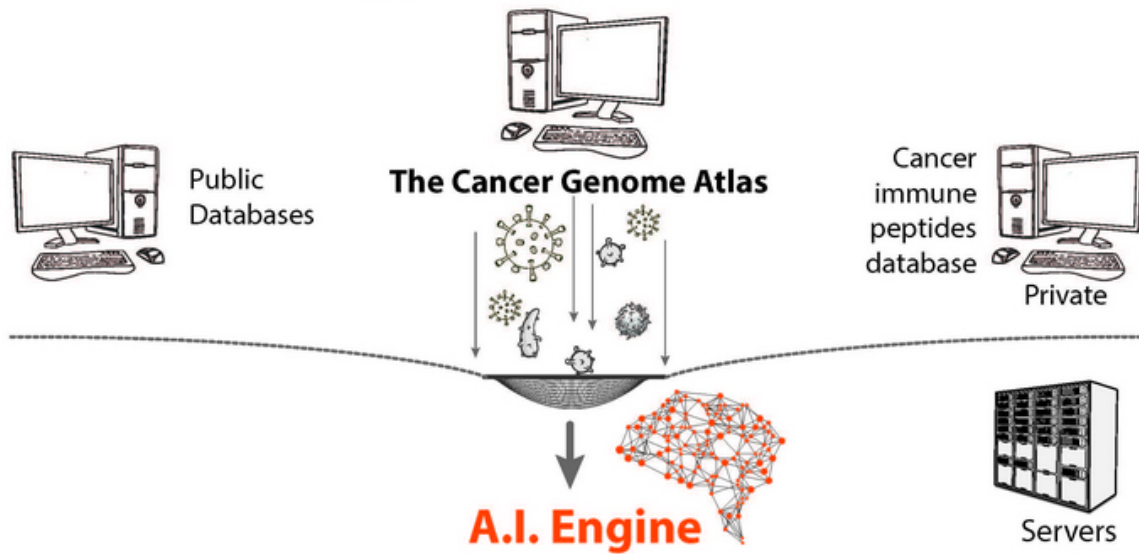 The Cancer Genome Atlas
Public
Databases
Cancer
immune
peptides
database
Private
A.I. Engine
Servers